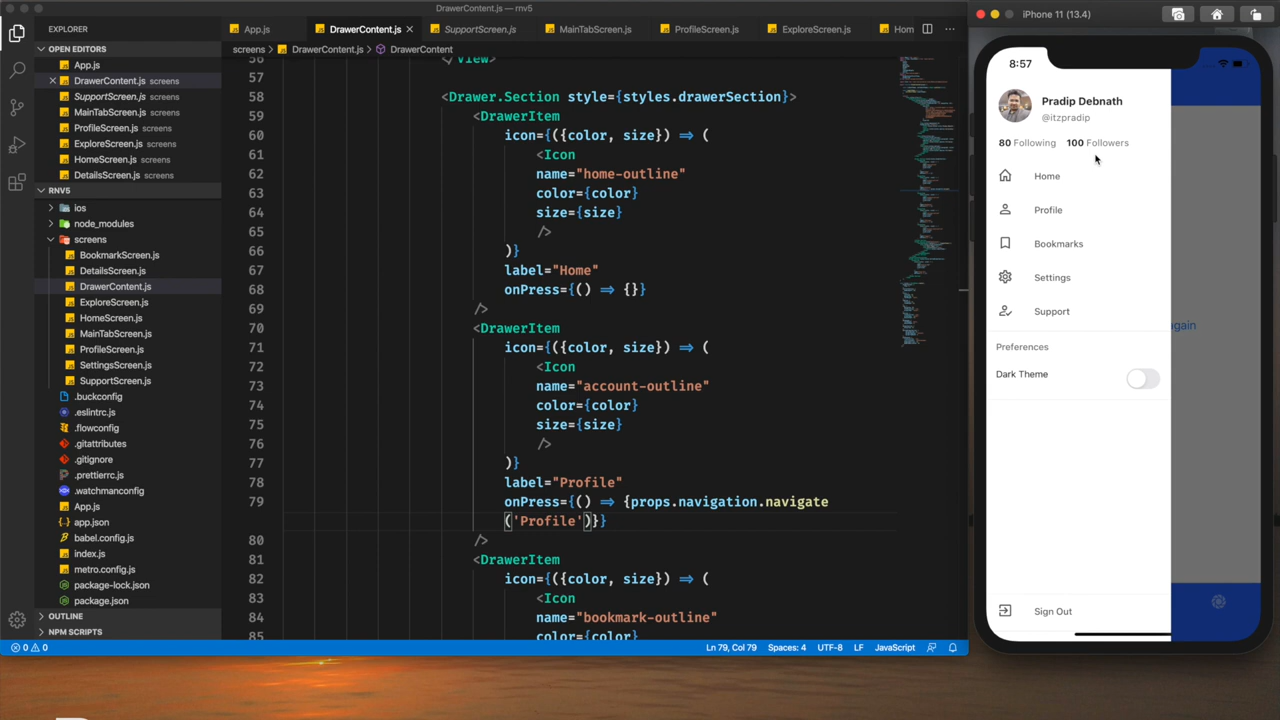 DrawerContent.js — rnv5
EXPLORER
OPEN EDITORS
App.js
DrawerContent.js screens
SupportScreen.js screens
MainTabScreen.js screens
ProfileScreen.js screens
ExploreScreen.js screens
HomeScreen.js screens
DetailsScreen.js screens
RNV5
ios
node_modules
screens
BookmarkScreen.js
DetailsScreen.js
DrawerContent.js
ExploreScreen.js
HomeScreen.js
MainTabScreen.js
ProfileScreen.js
SettingsScreen.js
SupportScreen.js
.buckconfig
.eslintrc.js
.flowconfig
.gitattributes
.gitignore
.prettierrc.js
.watchmanconfig
App.js
app.json
babel.config.js
index.js
metro.config.js
package-lock.json
package.json
OUTLINE
NPM SCRIPTS
App.js
DrawerContent.js
SupportScreen.js
MainTabScreen.js
ProfileScreen.js
ExploreScreen.js
Hom
screens > DrawerContent.js > DrawerContent
56 </View>
57
58 <Drawer.Section style={styles.drawerSection}>
59 <DrawerItem
60 icon={({color, size}) => (
61 <Icon
62 name="home-outline"
63 color={color}
64 size={size}
65 />
66 )}
67 label="Home"
68 onPress={() => {}}
69 />
70 <DrawerItem
71 icon={({color, size}) => (
72 <Icon
73 name="account-outline"
74 color={color}
75 size={size}
76 />
77 )}
78 label="Profile"
79 onPress={() => {props.navigation.navigate
('Profile')}}
80 />
81 <DrawerItem
82 icon={({color, size}) => (
83 <Icon
84 name="bookmark-outline"
85 color={color}
0 0
Ln 79, Col 79
Spaces: 4
UTF-8
LF
JavaScript
iPhone 11 (13.4)
8:57
Pradip Debnath
@itzpradip
80 Following 100 Followers
Home
Profile
Bookmarks
Settings
Support
again
Preferences
Dark Theme
Sign Out